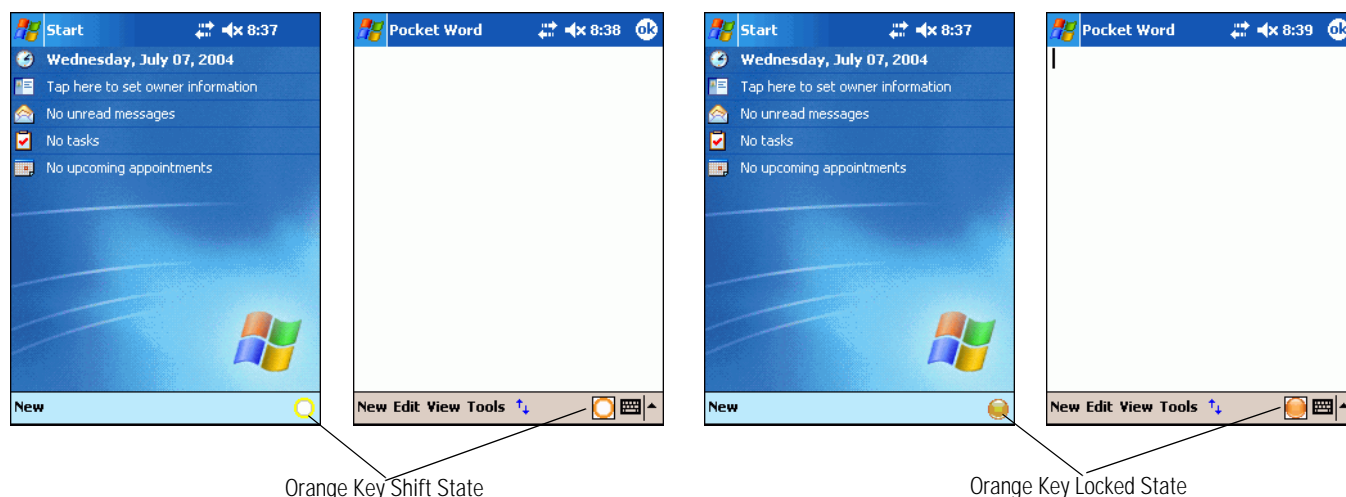 Start 8:37
Wednesday, July 07, 2004
Tap here to set owner information
No unread messages
No tasks
No upcoming appointments
New
Pocket Word 8:38 ok
New Edit View Tools
Orange Key Shift State
Start 8:37
Wednesday, July 07, 2004
Tap here to set owner information
No unread messages
No tasks
No upcoming appointments
New
Pocket Word 8:39 ok
New Edit View Tools
Orange Key Locked State